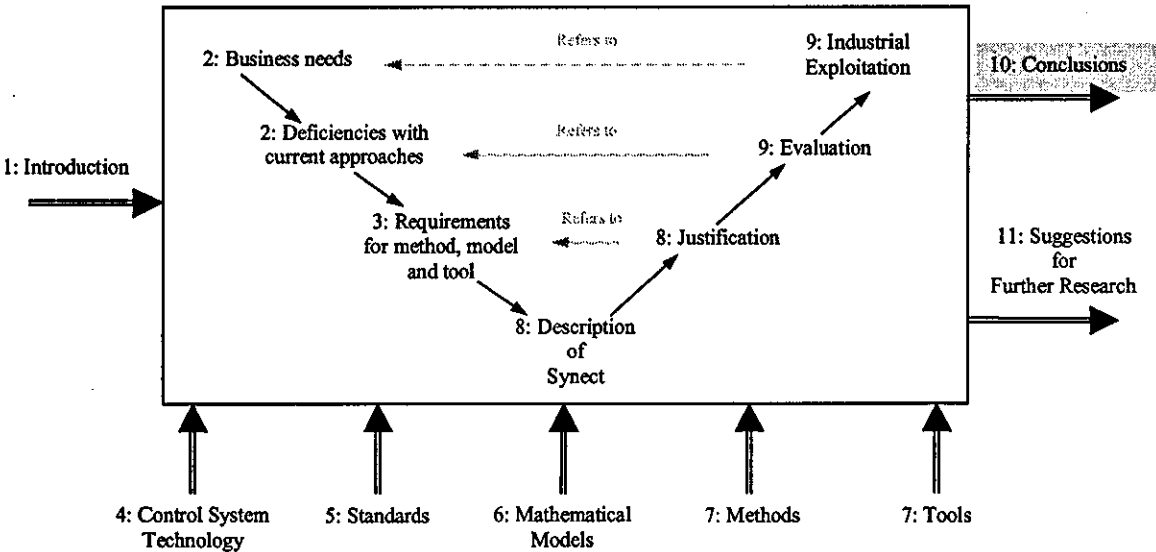 Refers to
9: Industrial
Exploitation
2: Business needs
10: Conclusions
Refers to
2: Deficiencies with
current approaches
9: Evaluation
1: Introduction
Refers to
3: Requirements
for method, model
and tool
8: Justification
11: Suggestions
for
Further Research
8: Description
of
Synect
4: Control System
Technology
5: Standards
6: Mathematical
Models
7: Methods
7: Tools